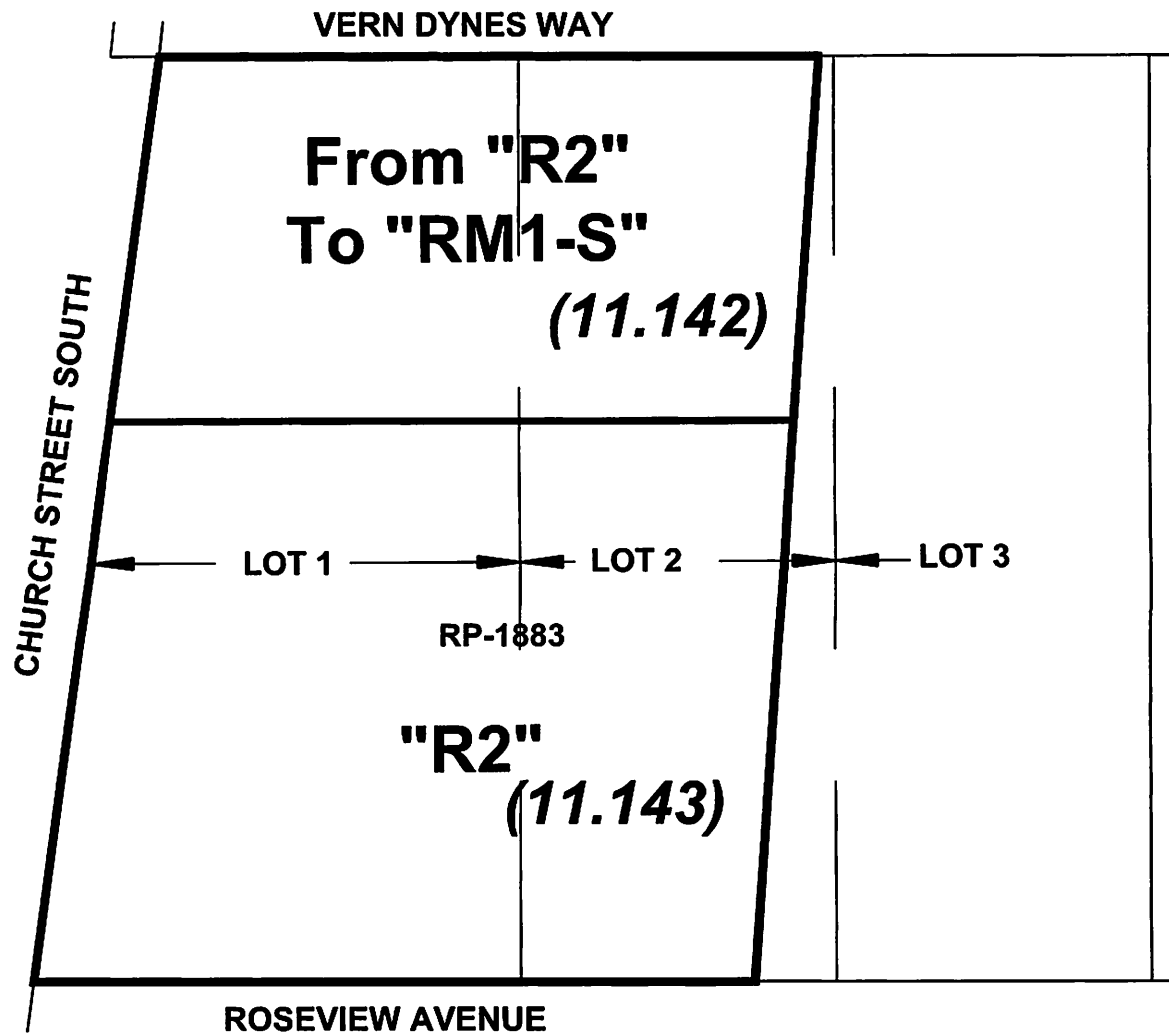 VERN DYNES WAY
From "R2"
To "RM1-S"
(11.142)
CHURCH STREET SOUTH
LOT 1
LOT 2
LOT 3
RP-1883
"R2"
(11.143)
ROSEVIEW AVENUE